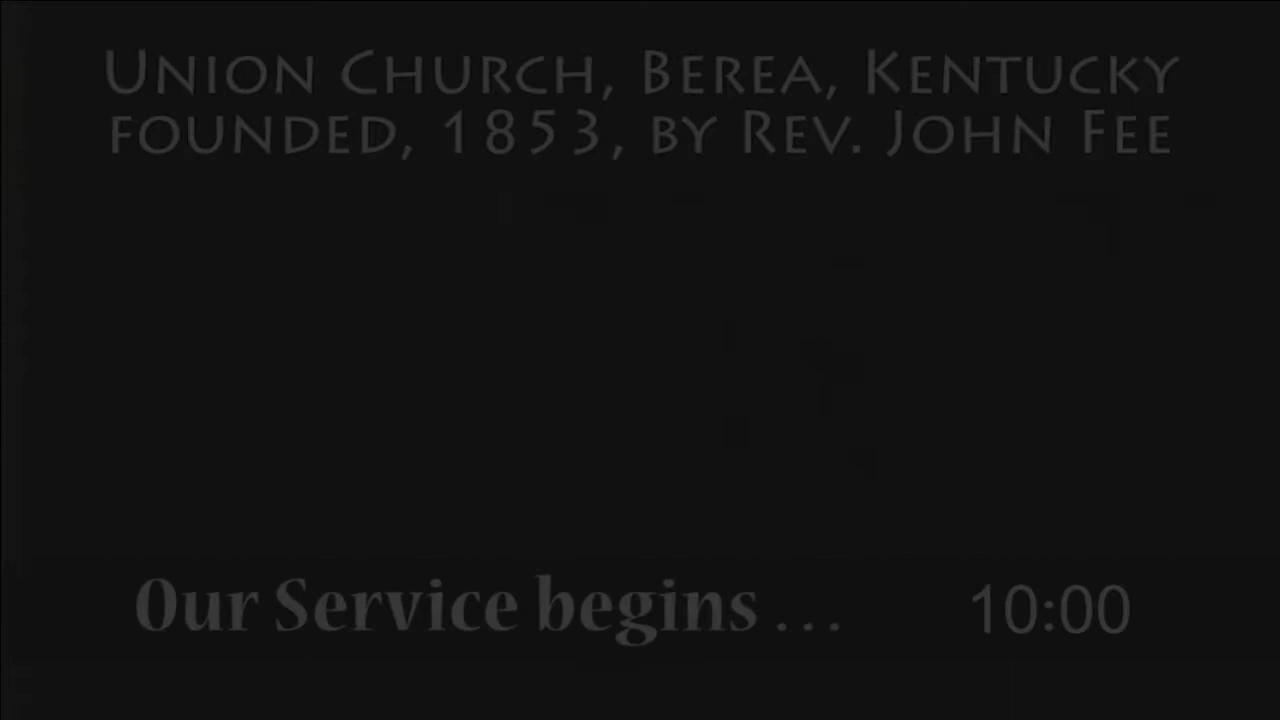 Union Church, Berea, Kentucky
founded, 1853, by Rev. John Fee
Our Service begins ... 10:00